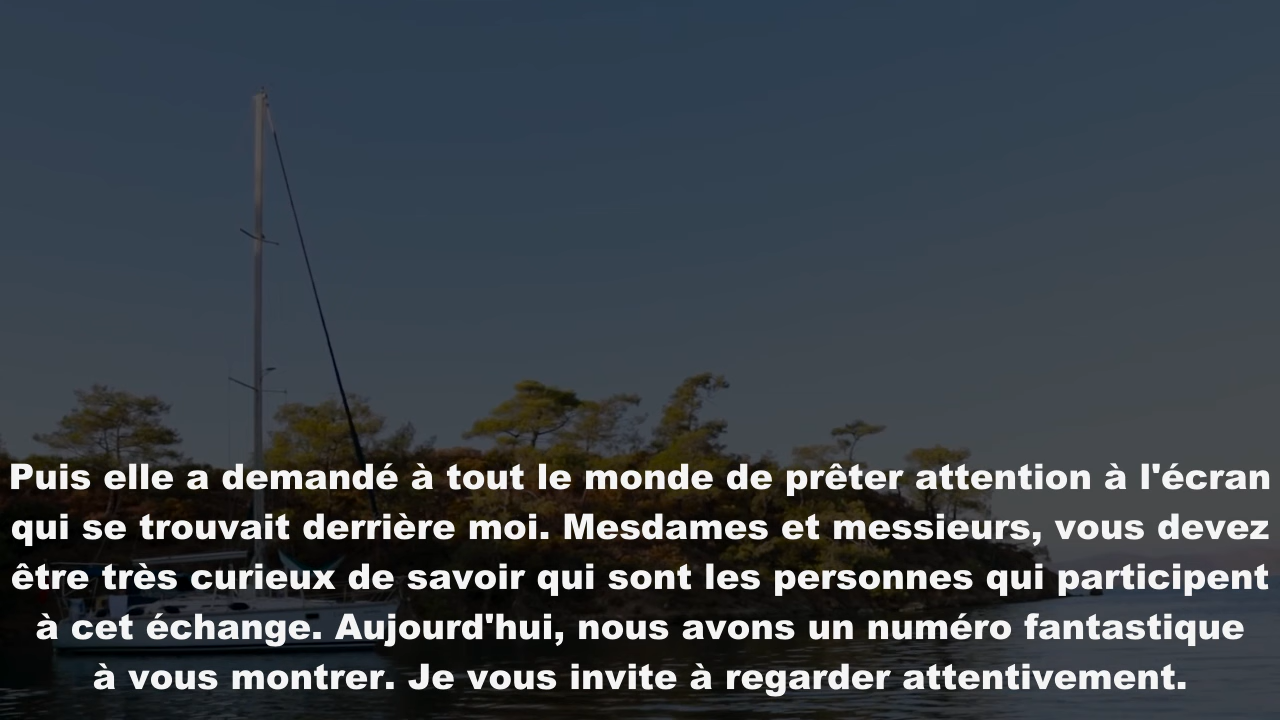 Puis elle a demandé à tout le monde de prêter attention à l'écran
qui se trouvait derrière moi. Mesdames et messieurs, vous devez
être très curieux de savoir qui sont les personnes qui participent
à cet échange. Aujourd'hui, nous avons un numéro fantastique
à vous montrer. Je vous invite à regarder attentivement.